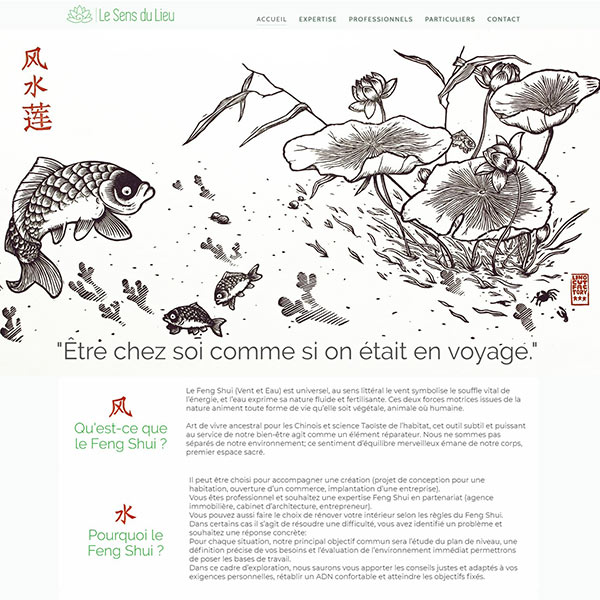 Le Sens du Lieu
ACCUEIL EXPERTISE PROFESSIONNELS PARTICULIERS CONTACT
风
水
莲
LINO
CUT
FACT
ORY
"Être chez soi comme si on était en voyage."
风
Qu'est-ce que
le Feng Shui ?
Le Feng Shui (Vent et Eau) est universel, au sens littéral le vent symbolise le souffle vital de
l'énergie, et l'eau exprime sa nature fluide et fertilisante. Ces deux forces motrices issues de la
nature animent toute forme de vie qu'elle soit végétale, animale où humaine.
Art de vivre ancestral pour les Chinois et science Taoiste de l'habitat, cet outil subtil et puissant
au service de notre bien-être agit comme un élément réparateur. Nous ne sommes pas
séparés de notre environnement; ce sentiment d'équilibre merveilleux émane de notre corps,
premier espace sacré.
水
Pourquoi le
Feng Shui ?
Il peut être choisi pour accompagner une création (projet de conception pour une
habitation, ouverture d'un commerce, implantation d'une entreprise).
Vous êtes professionel et souhaitez une expertise Feng Shui en partenariat (agence
immobilière, cabinet d'architecture, entrepreneur).
Vous pouvez aussi faire le choix de rénover votre intérieur selon les règles du Feng Shui.
Dans certains cas il s'agit de résoudre une difficulté, vous avez identifié un problème et
souhaitez une réponse concrète:
Pour chaque situation, notre principal objectif commun sera l'étude du plan de niveau, une
définition précise de vos besoins et l'évaluation de l'environnement immédiat permettrons
de poser les bases de travail.
Dans ce cadre d'exploration, nous saurons vous apporter les conseils justes et adaptés à vos
exigences personnelles, rétablir un ADN confortable et atteindre les objectifs fixés.